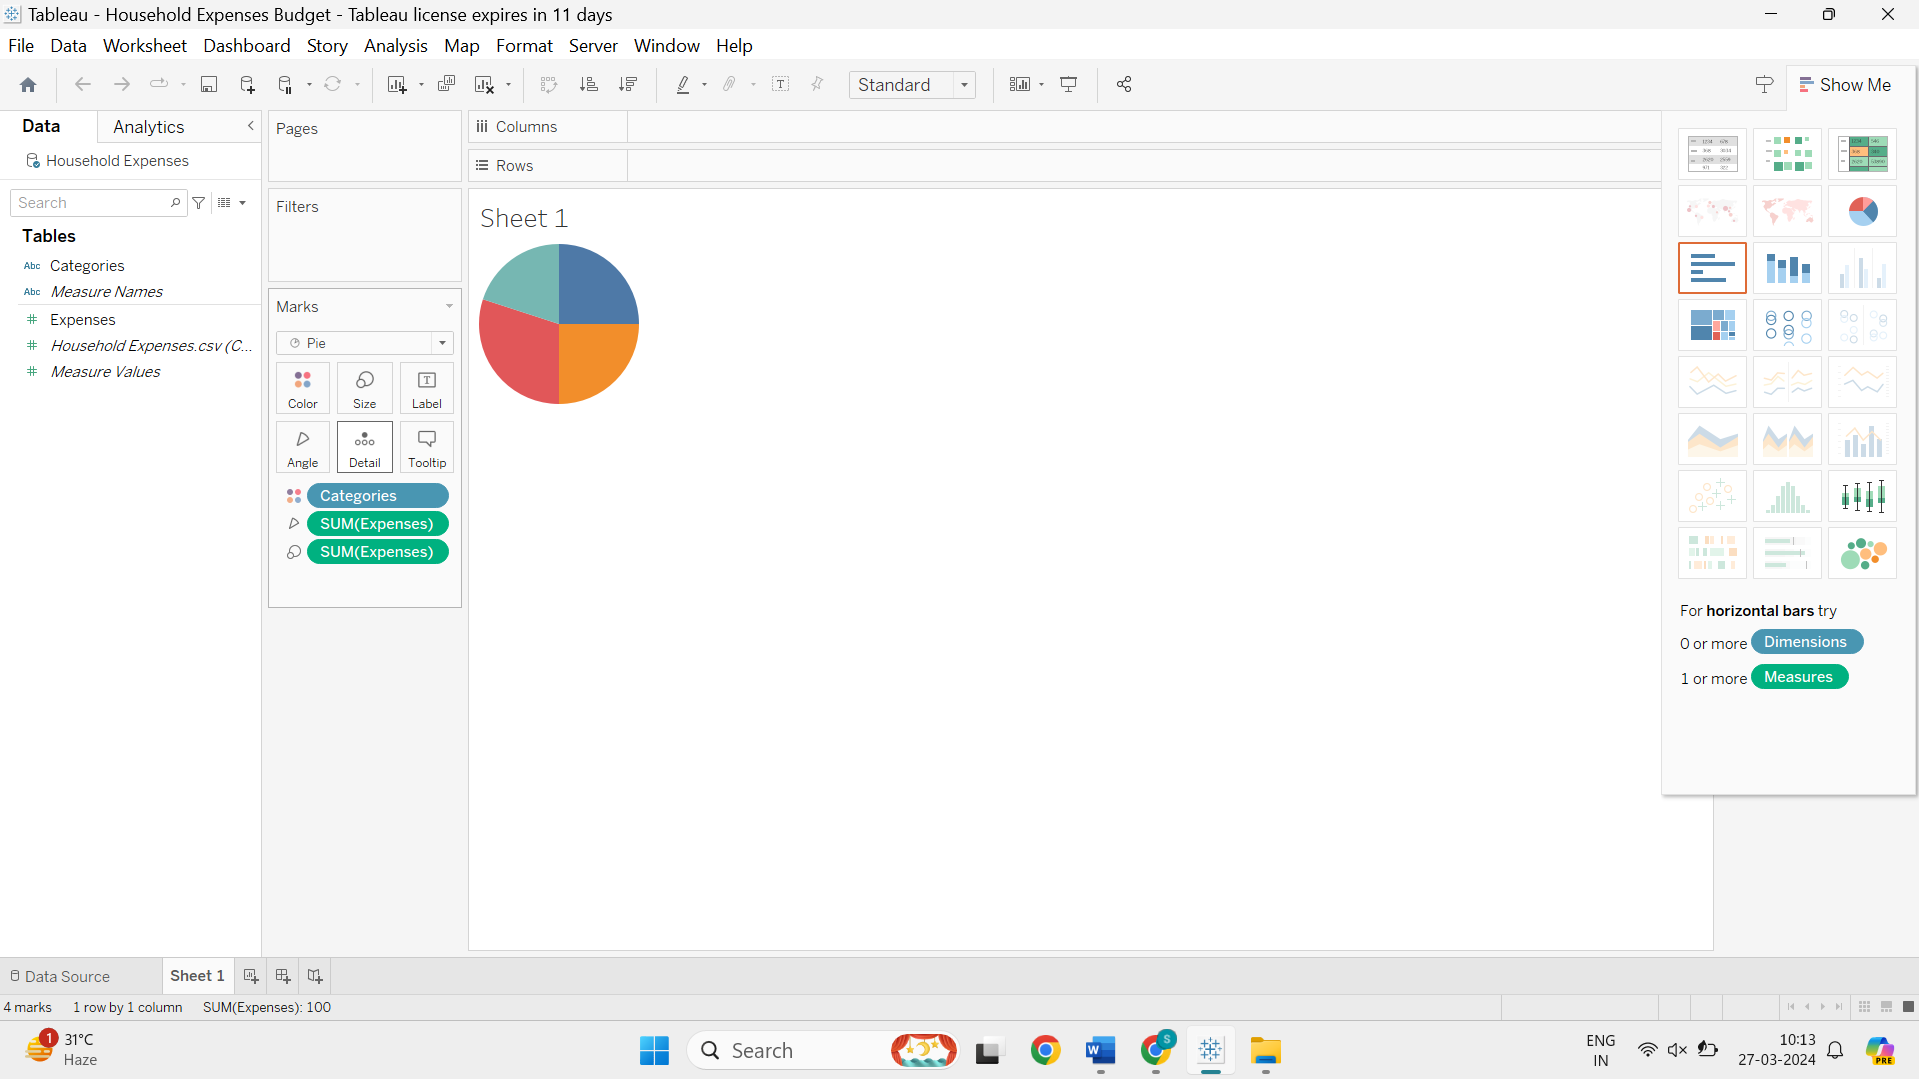 Tableau - Household Expenses Budget - Tableau license expires in 11 days
File Data Worksheet Dashboard Story Analysis Map Format Server Window Help
Standard
Show Me
Data Analytics
Household Expenses
Search
Tables
Abc Categories
Abc Measure Names
Expenses
Household Expenses.csv (C...
Measure Values
Pages
Filters
Marks
Pie
Color Size Label
Angle Detail Tooltip
Categories
SUM(Expenses)
SUM(Expenses)
Columns
Rows
Sheet 1
For horizontal bars try
0 or more Dimensions
1 or more Measures
Data Source Sheet 1
4 marks 1 row by 1 column SUM(Expenses): 100
1 31°C
Haze
Search
S
ENG
IN
10:13
27-03-2024
PRE